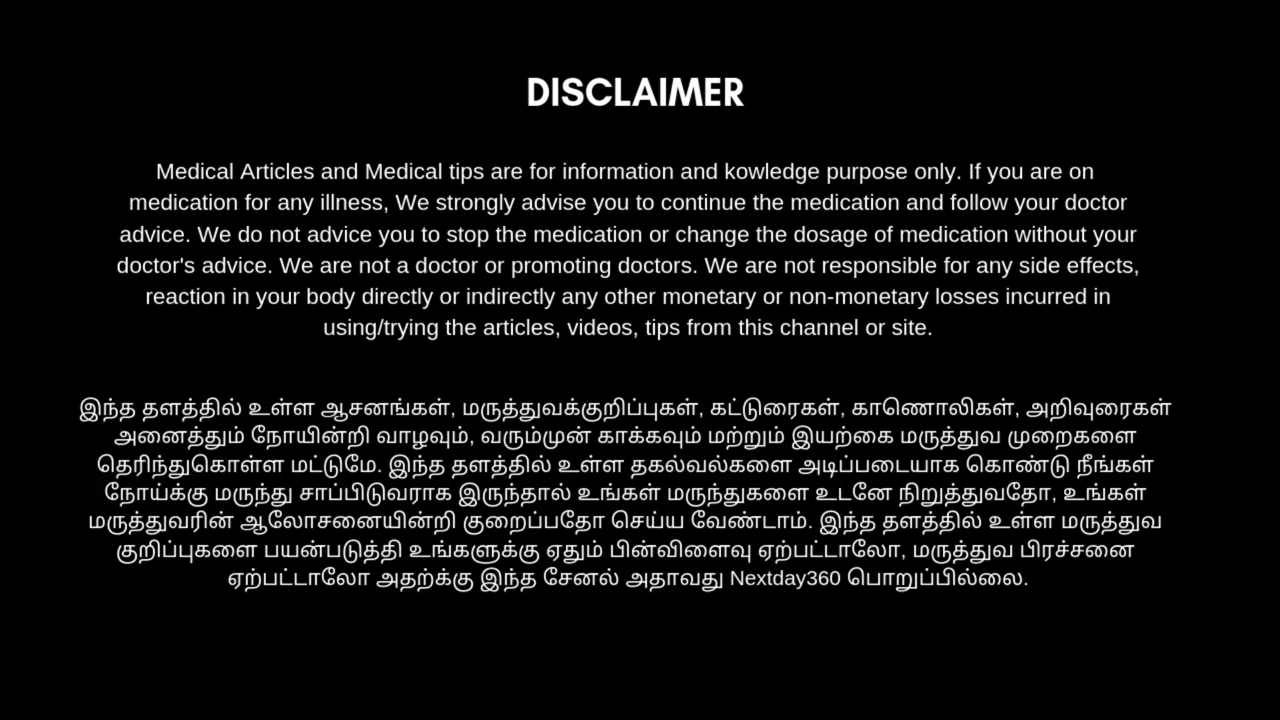 DISCLAIMER
Medical Articles and Medical tips are for information and kowledge purpose only. If you are on
medication for any illness, We strongly advise you to continue the medication and follow your doctor
advice. We do not advice you to stop the medication or change the dosage of medication without your
doctor's advice. We are not a doctor or promoting doctors. We are not responsible for any side effects,
reaction in your body directly or indirectly any other monetary or non-monetary losses incurred in
using/trying the articles, videos, tips from this channel or site.
இந்த தளத்தில் உள்ள ஆசனங்கள், மருத்துவக்குறிப்புகள், கட்டுரைகள், காணொலிகள், அறிவுரைகள்
அனைத்தும் நோயின்றி வாழவும், வரும்முன் காக்கவும் மற்றும் இயற்கை மருத்துவ முறைகளை
தெரிந்துகொள்ள மட்டுமே. இந்த தளத்தில் உள்ள தகல்வல்களை அடிப்படையாக கொண்டு நீங்கள்
நோய்க்கு மருந்து சாப்பிடுவராக இருந்தால் உங்கள் மருந்துகளை உடனே நிறுத்துவதோ, உங்கள்
மருத்துவரின் ஆலோசனையின்றி குறைப்பதோ செய்ய வேண்டாம். இந்த தளத்தில் உள்ள மருத்துவ
குறிப்புகளை பயன்படுத்தி உங்களுக்கு ஏதும் பின்விளைவு ஏற்பட்டாலோ, மருத்துவ பிரச்சனை
ஏற்பட்டாலோ அதற்க்கு இந்த சேனல் அதாவது Nextday360 பொறுப்பில்லை.